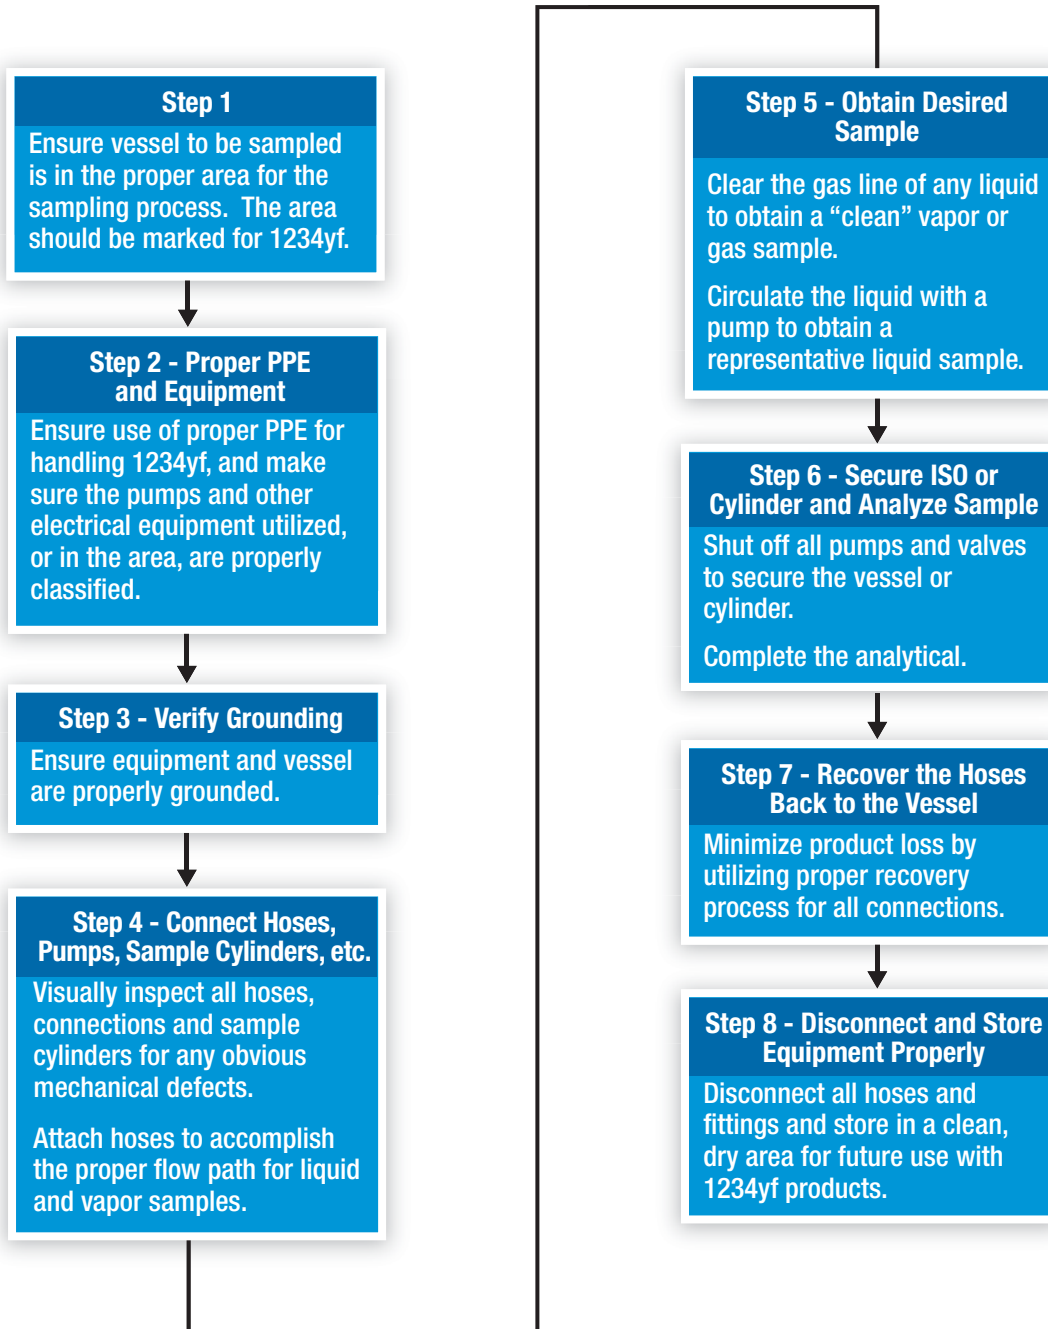 Step 1
Ensure vessel to be sampled
is in the proper area for the
sampling process.  The area
should be marked for 1234yf.
Step 2 - Proper PPE
and Equipment
Ensure use of proper PPE for
handling 1234yf, and make
sure the pumps and other
electrical equipment utilized,
or in the area, are properly
classified.
Step 3 - Verify Grounding
Ensure equipment and vessel
are properly grounded.
Step 4 - Connect Hoses,
Pumps, Sample Cylinders, etc.
Visually inspect all hoses,
connections and sample
cylinders for any obvious
mechanical defects.
Attach hoses to accomplish
the proper flow path for liquid
and vapor samples.
Step 5 - Obtain Desired
Sample
Clear the gas line of any liquid
to obtain a “clean” vapor or
gas sample.
Circulate the liquid with a
pump to obtain a
representative liquid sample.
Step 6 - Secure ISO or
Cylinder and Analyze Sample
Shut off all pumps and valves
to secure the vessel or
cylinder.
Complete the analytical.
Step 7 - Recover the Hoses
Back to the Vessel
Minimize product loss by
utilizing proper recovery
process for all connections.
Step 8 - Disconnect and Store
Equipment Properly
Disconnect all hoses and
fittings and store in a clean,
dry area for future use with
1234yf products.